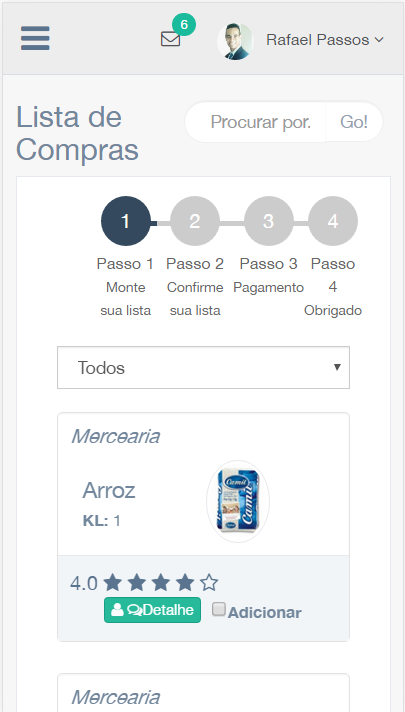 6
Rafael Passos
Lista de
Compras
Procurar por.
Go!
1
2
3
4
Passo 1
Passo 2
Passo 3
Passo
4
Monte
sua lista
Confirme
sua lista
Pagamento
Obrigado
Todos
Mercearia
Arroz
KL: 1
Camil
4.0
Detalhe
Adicionar
Mercearia